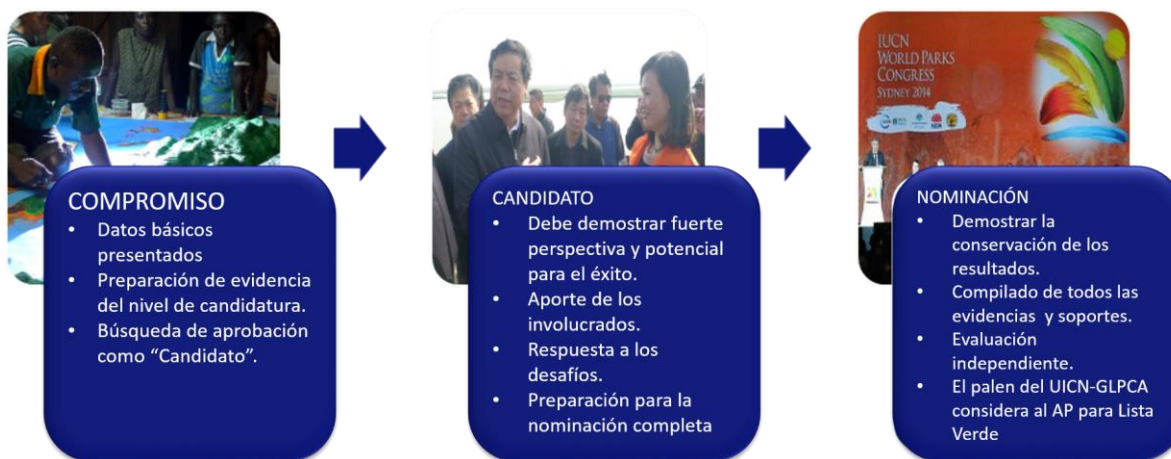 COMPROMISO
• Datos básicos
presentados
• Preparación de evidencia
del nivel de candidatura.
• Búsqueda de aprobación
como “Candidato”.
CANDIDATO
• Debe demostrar fuerte
perspectiva y potencial
para el éxito.
• Aporte de los
involucrados.
• Respuesta a los
desafíos.
• Preparación para la
nominación completa
IUCN
WORLD PARKS
CONGRESS
SYDNEY 2014
NOMINACIÓN
• Demostrar la
conservación de los
resultados.
• Compilado de todos las
evidencias y soportes.
• Evaluación
independiente.
• El palen del UICN-GLPCA
considera al AP para Lista
Verde